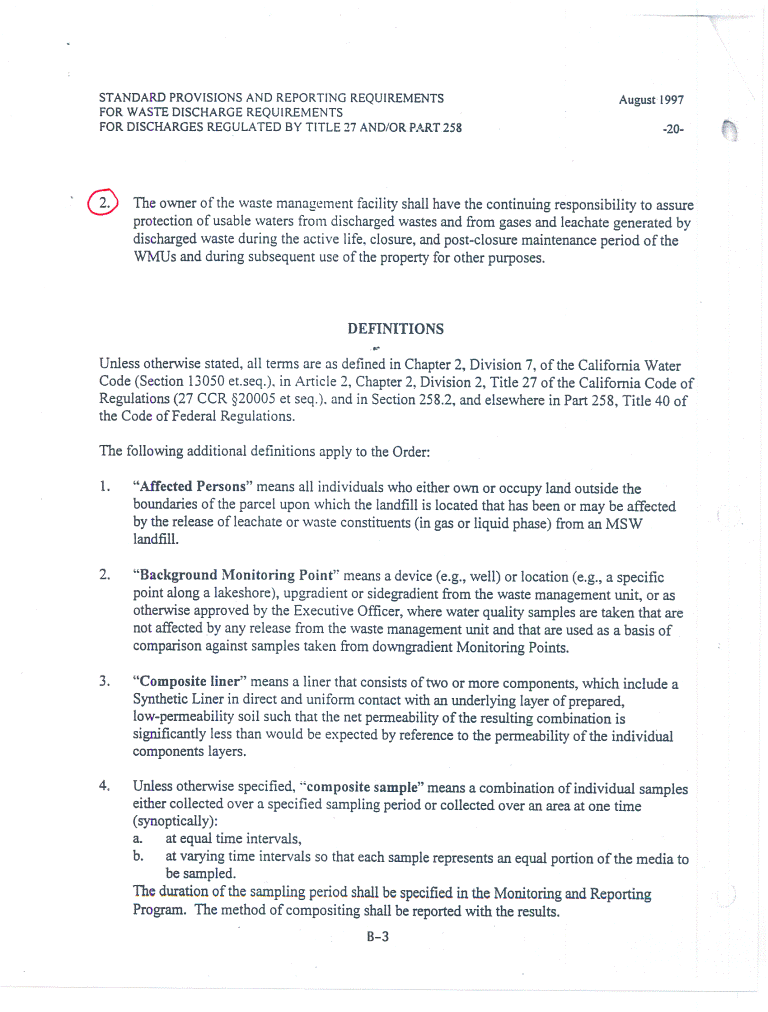 STANDARD PROVISIONS AND REPORTING REQUIREMENTS
FOR WASTE DISCHARGE REQUIREMENTS
FOR DISCHARGES REGULATED BY TITLE 27 AND/OR PART 258
August 1997
-20-
2. The owner of the waste management facility shall have the continuing responsibility to assure
protection of usable waters from discharged wastes and from gases and leachate generated by
discharged waste during the active life, closure, and post-closure maintenance period of the
WMUs and during subsequent use of the property for other purposes.
DEFINITIONS
Unless otherwise stated, all terms are as defined in Chapter 2, Division 7, of the California Water
Code (Section 13050 et.seq.), in Article 2, Chapter 2, Division 2, Title 27 of the California Code of
Regulations (27 CCR §20005 et seq.), and in Section 258.2, and elsewhere in Part 258, Title 40 of
the Code of Federal Regulations.
The following additional definitions apply to the Order:
1. “Affected Persons” means all individuals who either own or occupy land outside the
boundaries of the parcel upon which the landfill is located that has been or may be affected
by the release of leachate or waste constituents (in gas or liquid phase) from an MSW
landfill.
2. “Background Monitoring Point” means a device (e.g., well) or location (e.g., a specific
point along a lakeshore), upgradient or sidegradient from the waste management unit, or as
otherwise approved by the Executive Officer, where water quality samples are taken that are
not affected by any release from the waste management unit and that are used as a basis of
comparison against samples taken from downgradient Monitoring Points.
3. “Composite liner” means a liner that consists of two or more components, which include a
Synthetic Liner in direct and uniform contact with an underlying layer of prepared,
low-permeability soil such that the net permeability of the resulting combination is
significantly less than would be expected by reference to the permeability of the individual
components layers.
4. Unless otherwise specified, “composite sample” means a combination of individual samples
either collected over a specified sampling period or collected over an area at one time
(synoptically):
a. at equal time intervals,
b. at varying time intervals so that each sample represents an equal portion of the media to
be sampled.
The duration of the sampling period shall be specified in the Monitoring and Reporting
Program. The method of compositing shall be reported with the results.
B-3